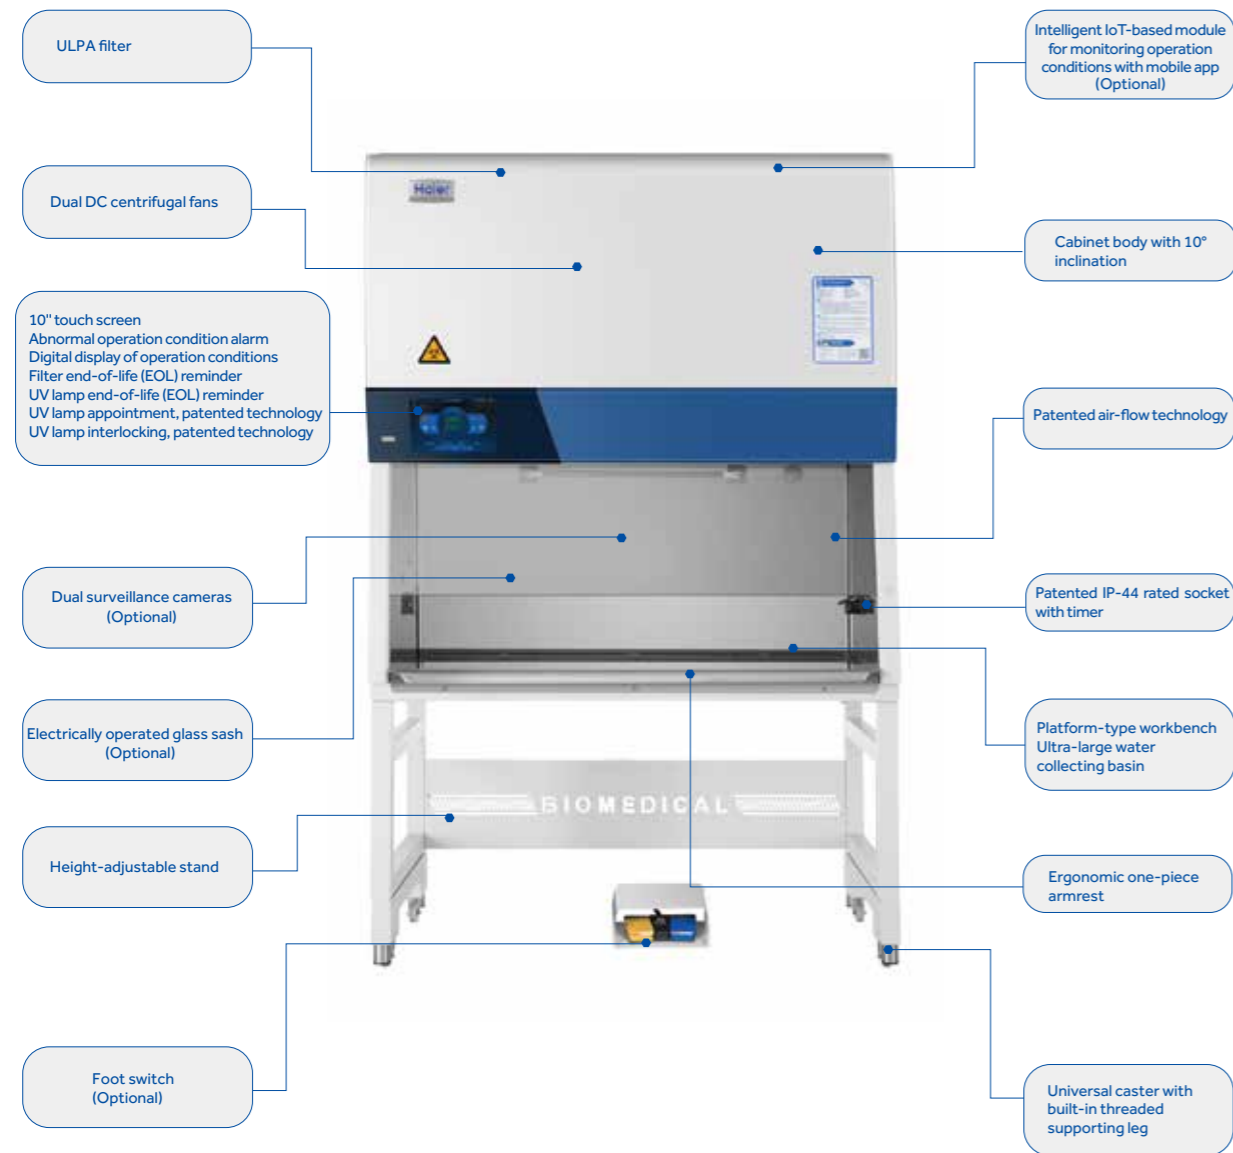 ULPA filter
Dual DC centrifugal fans
10" touch screen
Abnormal operation condition alarm
Digital display of operation conditions
Filter end-of-life (EOL) reminder
UV lamp end-of-life (EOL) reminder
UV lamp appointment, patented technology
UV lamp interlocking, patented technology
Dual surveillance cameras
(Optional)
Electrically operated glass sash
(Optional)
Height-adjustable stand
Foot switch
(Optional)
Haier
BIOMEDICAL
Intelligent IoT-based module
for monitoring operation
conditions with mobile app
(Optional)
Cabinet body with 10°
inclination
Patented air-flow technology
Patented IP-44 rated socket
with timer
Platform-type workbench
Ultra-large water
collecting basin
Ergonomic one-piece
armrest
Universal caster with
built-in threaded
supporting leg